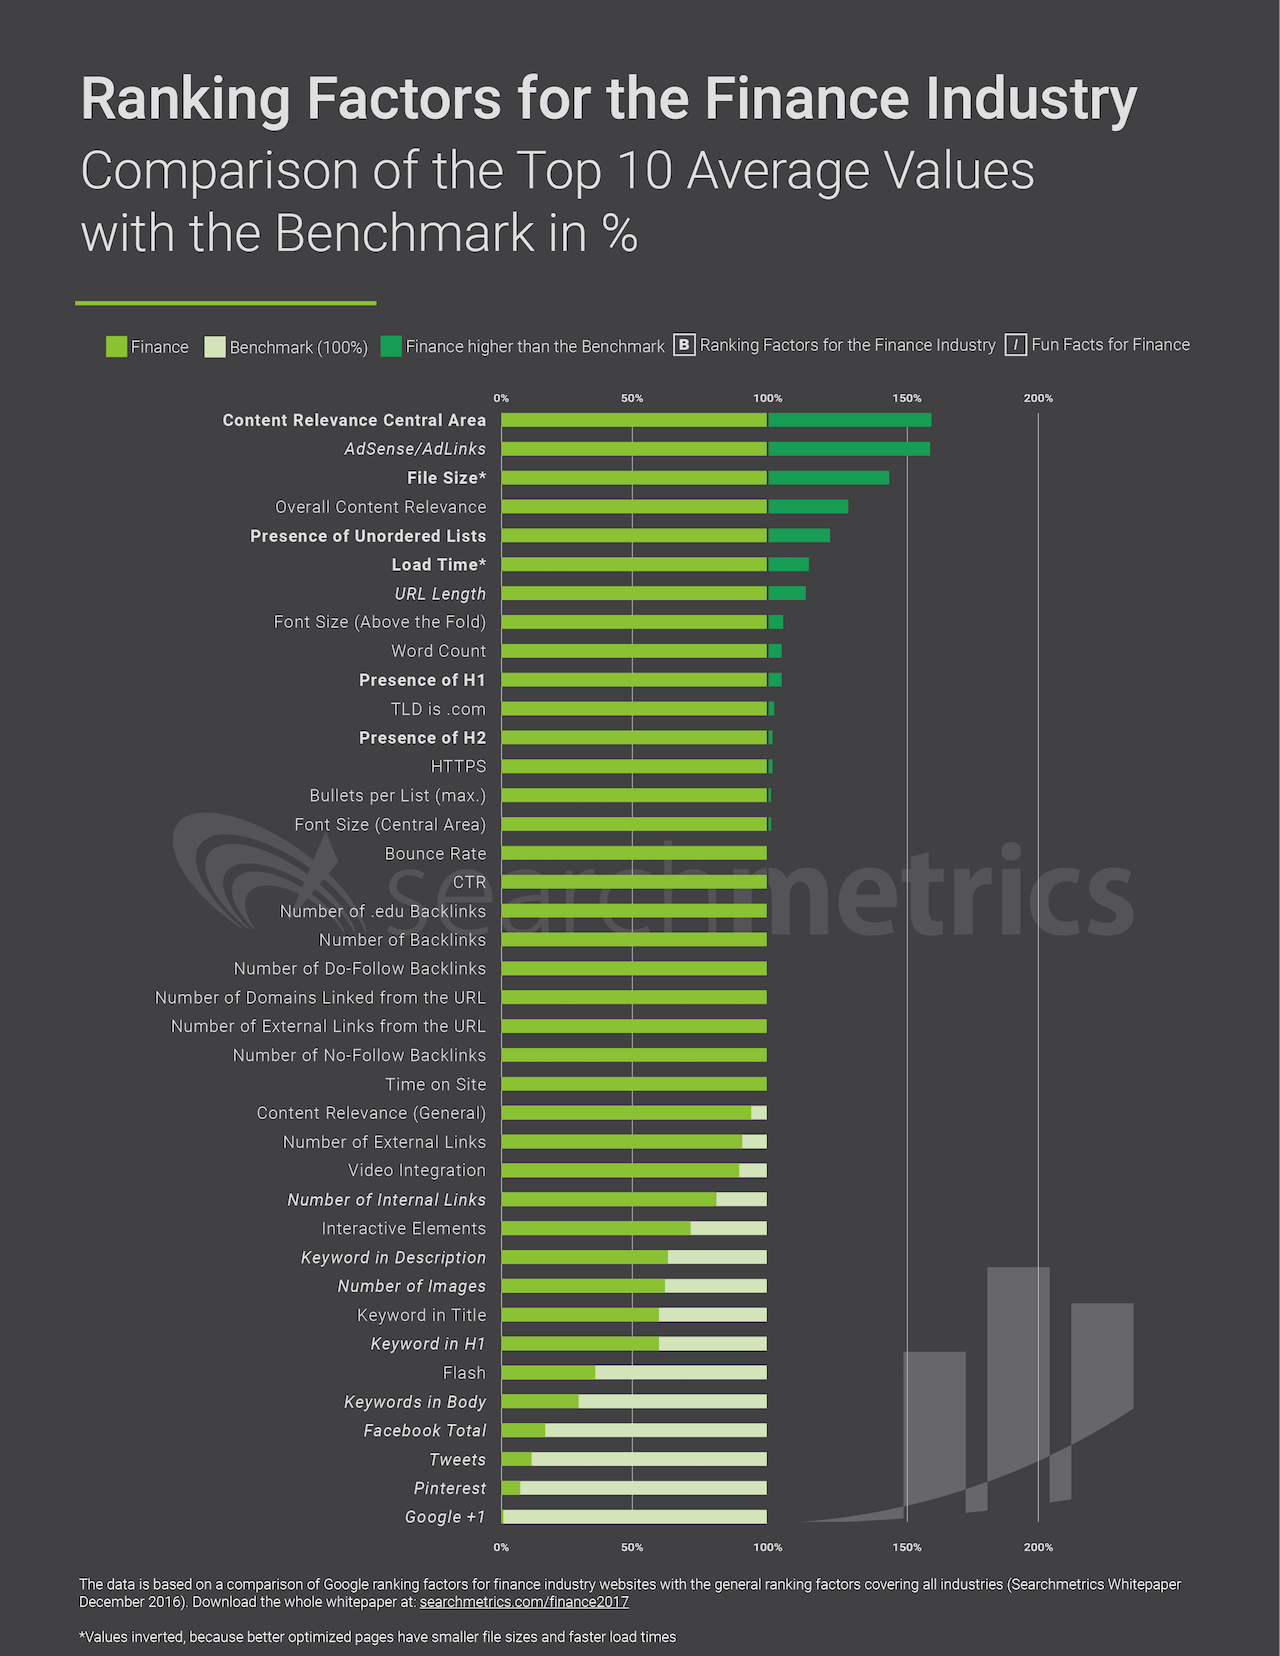 Ranking Factors for the Finance Industry
Comparison of the Top 10 Average Values
with the Benchmark in %
Finance Benchmark (100%) Finance higher than the Benchmark B Ranking Factors for the Finance Industry I Fun Facts for Finance
0% 50% 100% 150% 200%
Content Relevance Central Area
AdSense/AdLinks
File Size*
Overall Content Relevance
Presence of Unordered Lists
Load Time*
URL Length
Font Size (Above the Fold)
Word Count
Presence of H1
TLD is .com
Presence of H2
HTTPS
Bullets per List (max.)
Font Size (Central Area)
Bounce Rate
CTR
searchmetrics
Number of .edu Backlinks
Number of Backlinks
Number of Do-Follow Backlinks
Number of Domains Linked from the URL
Number of External Links from the URL
Number of No-Follow Backlinks
Time on Site
Content Relevance (General)
Number of External Links
Video Integration
Number of Internal Links
Interactive Elements
Keyword in Description
Number of Images
Keyword in Title
Keyword in H1
Flash
Keywords in Body
Facebook Total
Tweets
Pinterest
Google +1
0% 50% 100% 150% 200%
The data is based on a comparison of Google ranking factors for finance industry websites with the general ranking factors covering all industries (Searchmetrics Whitepaper
December 2016). Download the whole whitepaper at: searchmetrics.com/finance2017
*Values inverted, because better optimized pages have smaller file sizes and faster load times